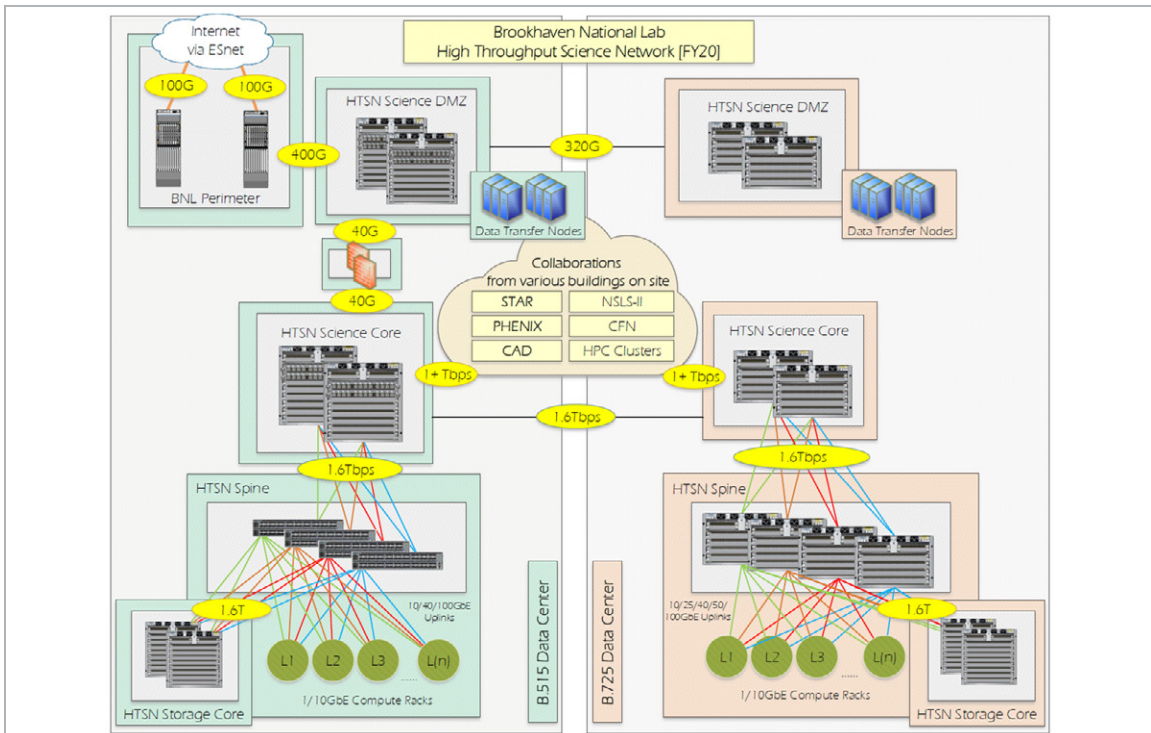 Brookhaven National Lab
High Throughput Science Network [FY20]
Internet
via ESnet
100G
100G
BNL Perimeter
400G
HTSN Science DMZ
Data Transfer Nodes
320G
HTSN Science DMZ
Data Transfer Nodes
40G
40G
Collaborations
from various buildings on site
STAR
NSLS-II
PHENIX
CFN
CAD
HPC Clusters
HTSN Science Core
1+ Tbps
1+ Tbps
HTSN Science Core
1.6Tbps
1.6Tbps
1.6Tbps
HTSN Spine
10/40/100GbE
Uplinks
1.6T
L1
L2
L3
......
L(n)
1/10GbE Compute Racks
HTSN Storage Core
B.515 Data Center
B.725 Data Center
HTSN Spine
10/25/40/50/
100GbE Uplinks
1.6T
L1
L2
L3
......
L(n)
1/10GbE Compute Racks
HTSN Storage Core